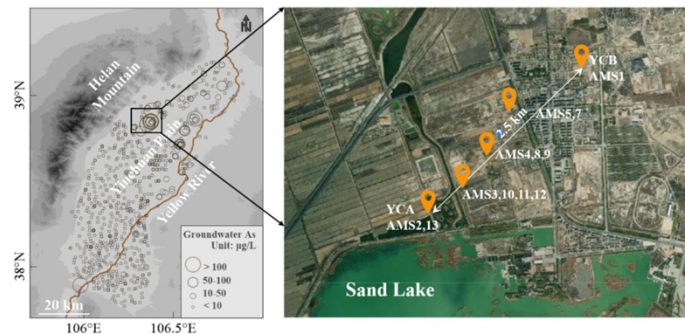 N
Helan
Mountain
39°N
Yinchuan Plain
Yellow River
38°N
Groundwater As
Unit: μg/L
> 100
50-100
10-50
< 10
20 km
106°E
106.5°E
YCB
AMS1
2.5 km
AMS5,7
AMS4,8,9
AMS3,10,11,12
YCA
AMS2,13
Sand Lake